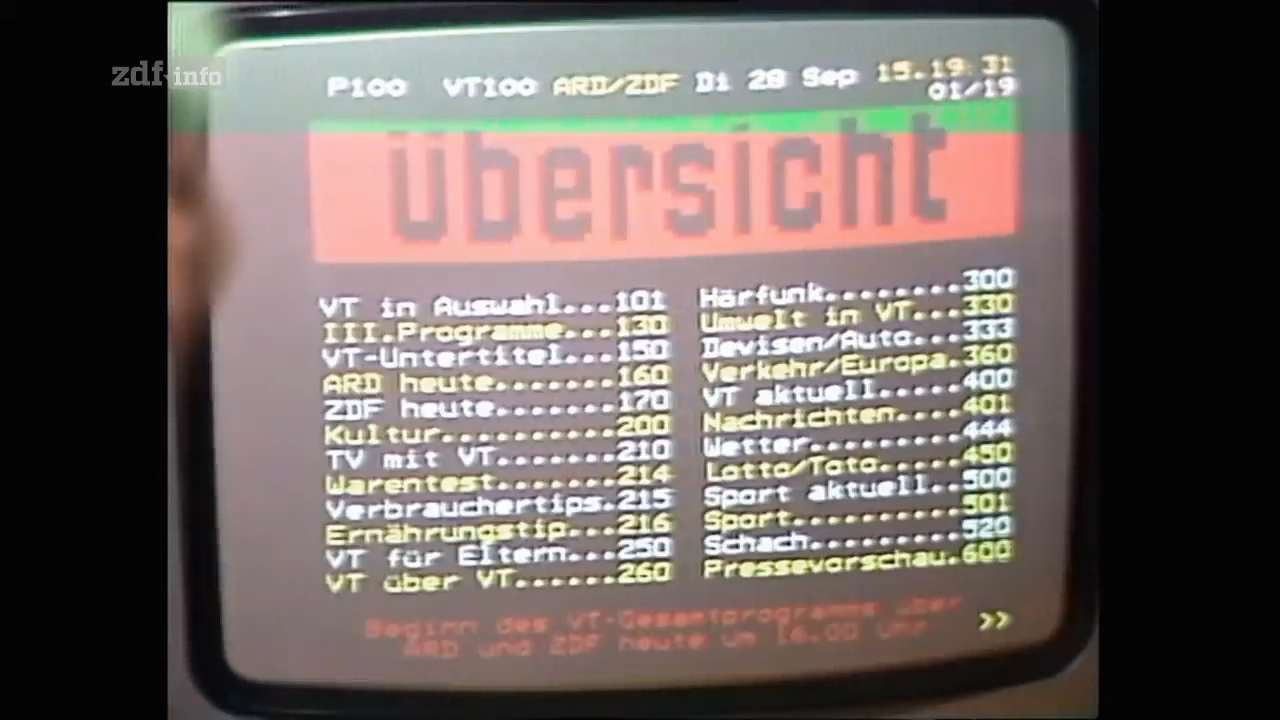 zdf info
P100 VT100 ARD/ZDF Di 28 Sep 15.19:31
01/19
übersicht
VT in Auswahl...101
III.Programme...130
VT-Untertitel...150
ARD heute.......160
ZDF heute.......170
Kultur..........200
TV mit VT.......210
Warentest.......214
Verbrauchertips.215
Ernährungstip...216
VT für Eltern...250
VT über VT......260
Hörfunk.........300
Umwelt in VT....330
Devisen/Auto....333
Verkehr/Europa.360
VT aktuell.....400
Nachrichten....401
Wetter.........444
Lotto/Toto.....450
Sport aktuell..500
Sport..........501
Schach.........520
Pressevorschau.600
Beginn des VT-Gesamtprogramms über
ARD und ZDF heute um 16.00 Uhr
>>